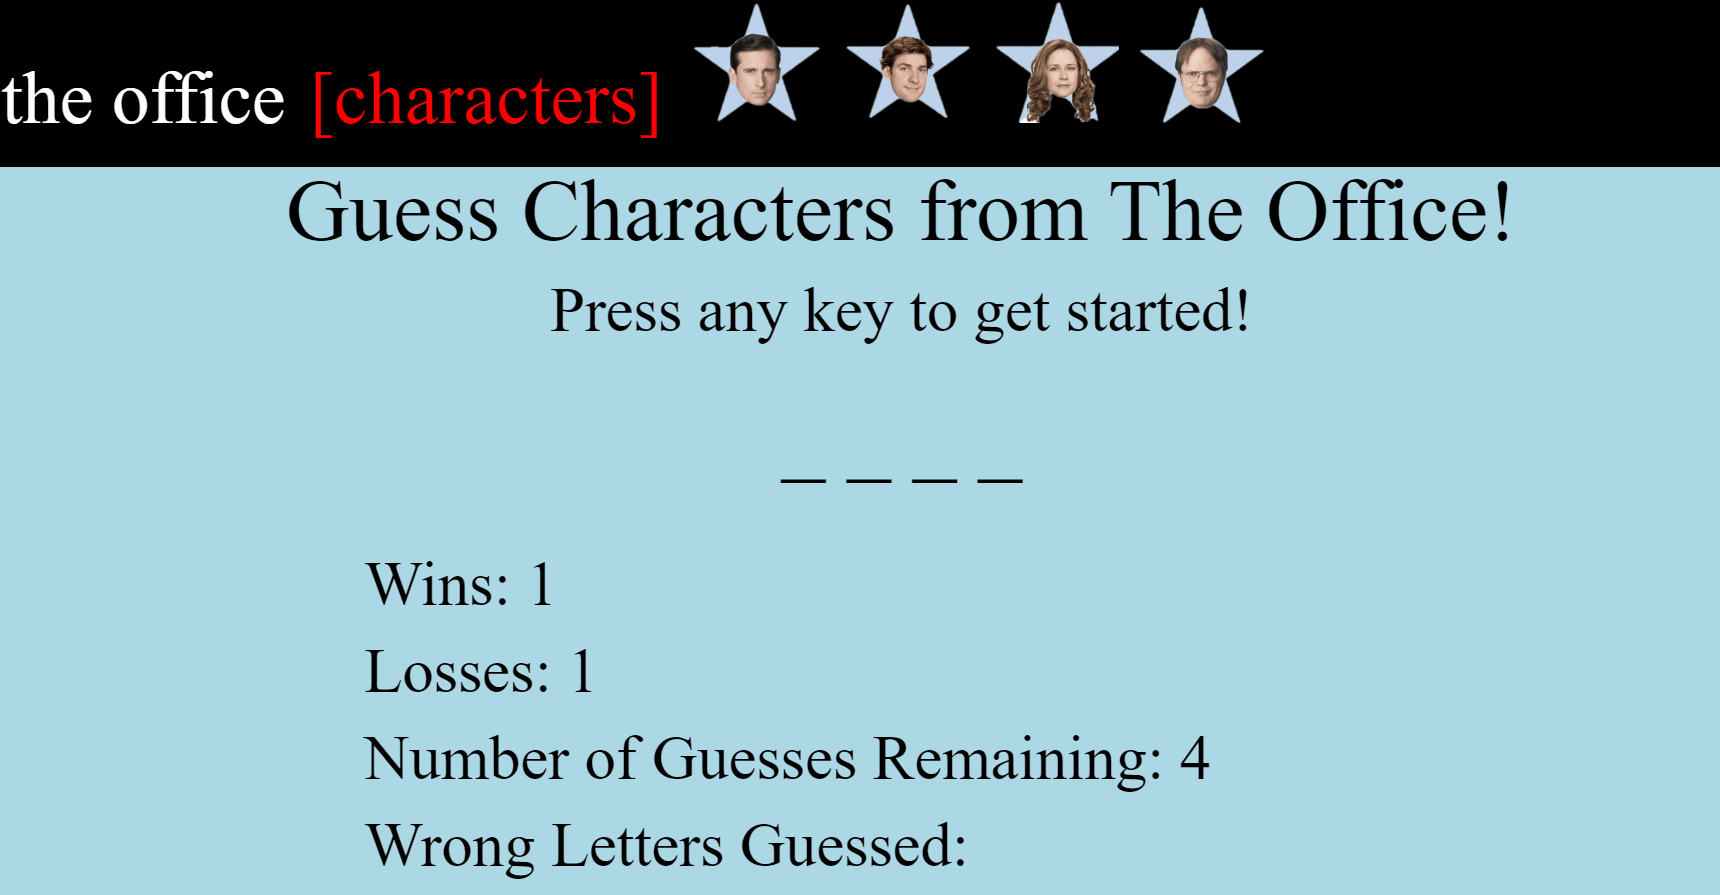 the office [characters]
Guess Characters from The Office!
Press any key to get started!
_ _ _ _
Wins: 1
Losses: 1
Number of Guesses Remaining: 4
Wrong Letters Guessed: